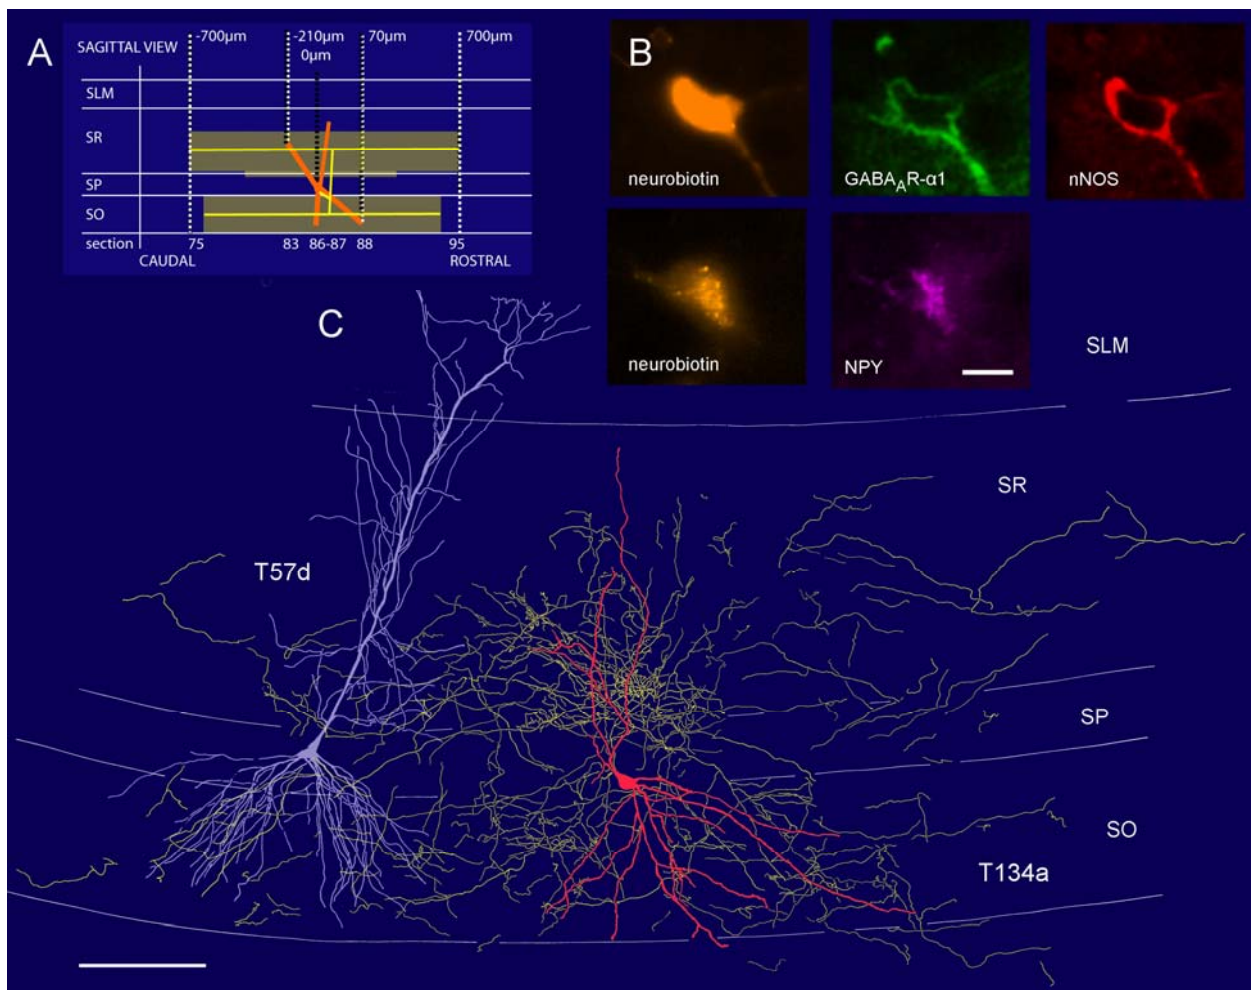 A
SAGITTAL VIEW
-700µm
-210µm
0µm
70µm
700µm
SLM
SR
SP
SO
section
75
83
86-87
88
95
CAUDAL
ROSTRAL
B
neurobiotin
GABAAR-α1
nNOS
neurobiotin
NPY
C
SLM
SR
T57d
SP
SO
T134a